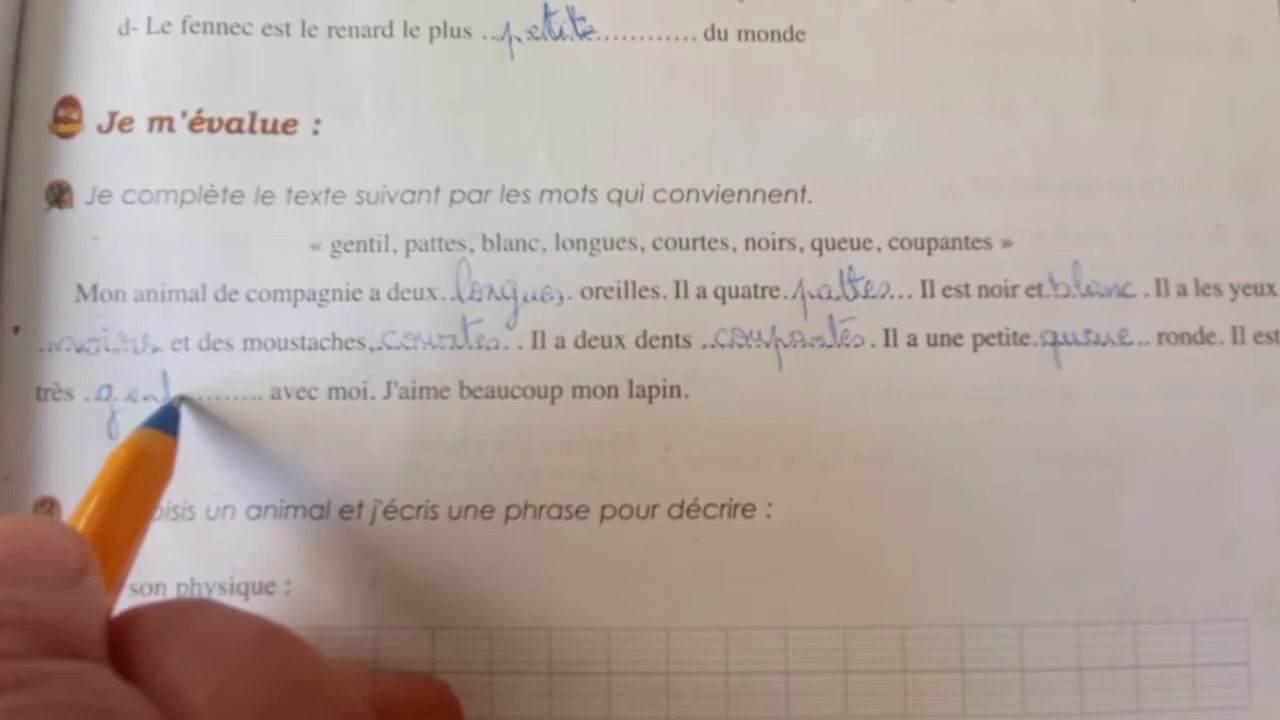 d- Le fennec est le renard le plus ..petit............ du monde
Je m'évalue :
Je complète le texte suivant par les mots qui conviennent.
« gentil, pattes, blanc, longues, courtes, noirs, queue, coupantes »
Mon animal de compagnie a deux..longues.. oreilles. Il a quatre.pattes... Il est noir et.blanc . Il a les yeux
..noirs.. et des moustaches,.courtes.. . Il a deux dents ..coupantes . Il a une petite.queue.. ronde. Il est
très .gent.......... avec moi. J'aime beaucoup mon lapin.
oisis un animal et j'écris une phrase pour décrire :
son physique :